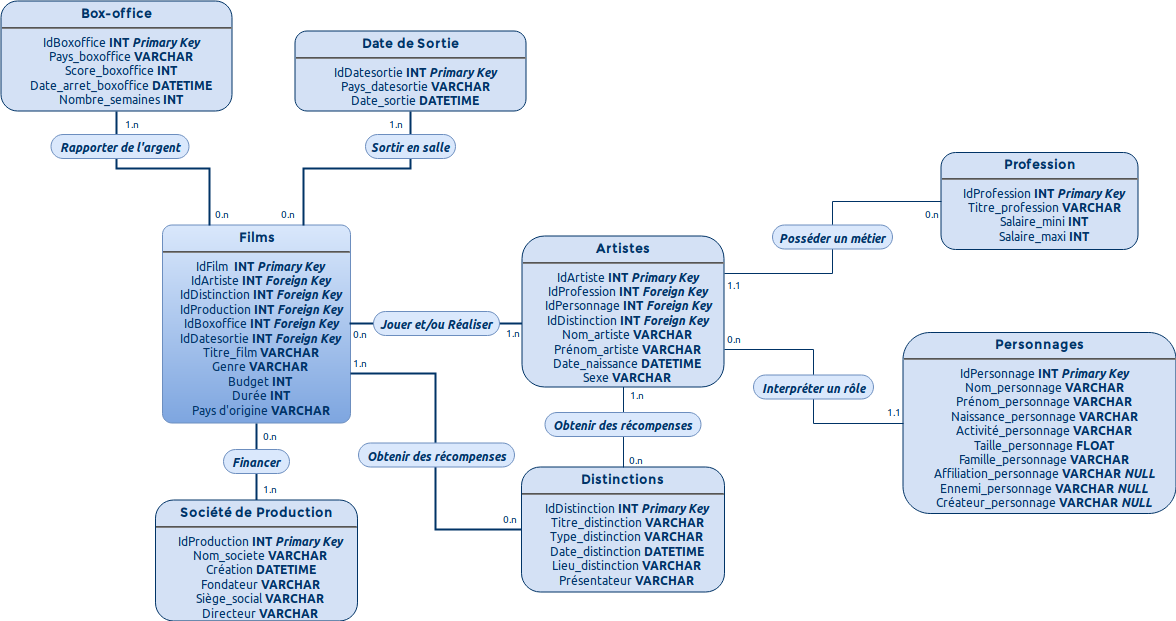 Box-office
IdBoxoffice INT Primary Key
Pays_boxoffice VARCHAR
Score_boxoffice INT
Date_arret_boxoffice DATETIME
Nombre_semaines INT
1.n
Rapporter de l'argent
0.n
Date de Sortie
IdDatesortie INT Primary Key
Pays_datesortie VARCHAR
Date_sortie DATETIME
1.n
Sortir en salle
0.n
Films
IdFilm INT Primary Key
IdArtiste INT Foreign Key
IdDistinction INT Foreign Key
IdProduction INT Foreign Key
IdBoxoffice INT Foreign Key
IdDatesortie INT Foreign Key
Titre_film VARCHAR
Genre VARCHAR
Budget INT
Durée INT
Pays d'origine VARCHAR
0.n
Jouer et/ou Réaliser
1.n
1.n
Obtenir des récompenses
0.n
0.n
Financer
1.n
Société de Production
IdProduction INT Primary Key
Nom_societe VARCHAR
Création DATETIME
Fondateur VARCHAR
Siège_social VARCHAR
Directeur VARCHAR
Artistes
IdArtiste INT Primary Key
IdProfession INT Foreign Key
IdPersonnage INT Foreign Key
IdDistinction INT Foreign Key
Nom_artiste VARCHAR
Prénom_artiste VARCHAR
Date_naissance DATETIME
Sexe VARCHAR
1.n
Obtenir des récompenses
0.n
Distinctions
IdDistinction INT Primary Key
Titre_distinction VARCHAR
Type_distinction VARCHAR
Date_distinction DATETIME
Lieu_distinction VARCHAR
Présentateur VARCHAR
1.1
Posséder un métier
0.n
Profession
IdProfession INT Primary Key
Titre_profession VARCHAR
Salaire_mini INT
Salaire_maxi INT
0.n
Interpréter un rôle
1.1
Personnages
IdPersonnage INT Primary Key
Nom_personnage VARCHAR
Prénom_personnage VARCHAR
Naissance_personnage VARCHAR
Activité_personnage VARCHAR
Taille_personnage FLOAT
Famille_personnage VARCHAR
Affiliation_personnage VARCHAR NULL
Ennemi_personnage VARCHAR NULL
Créateur_personnage VARCHAR NULL